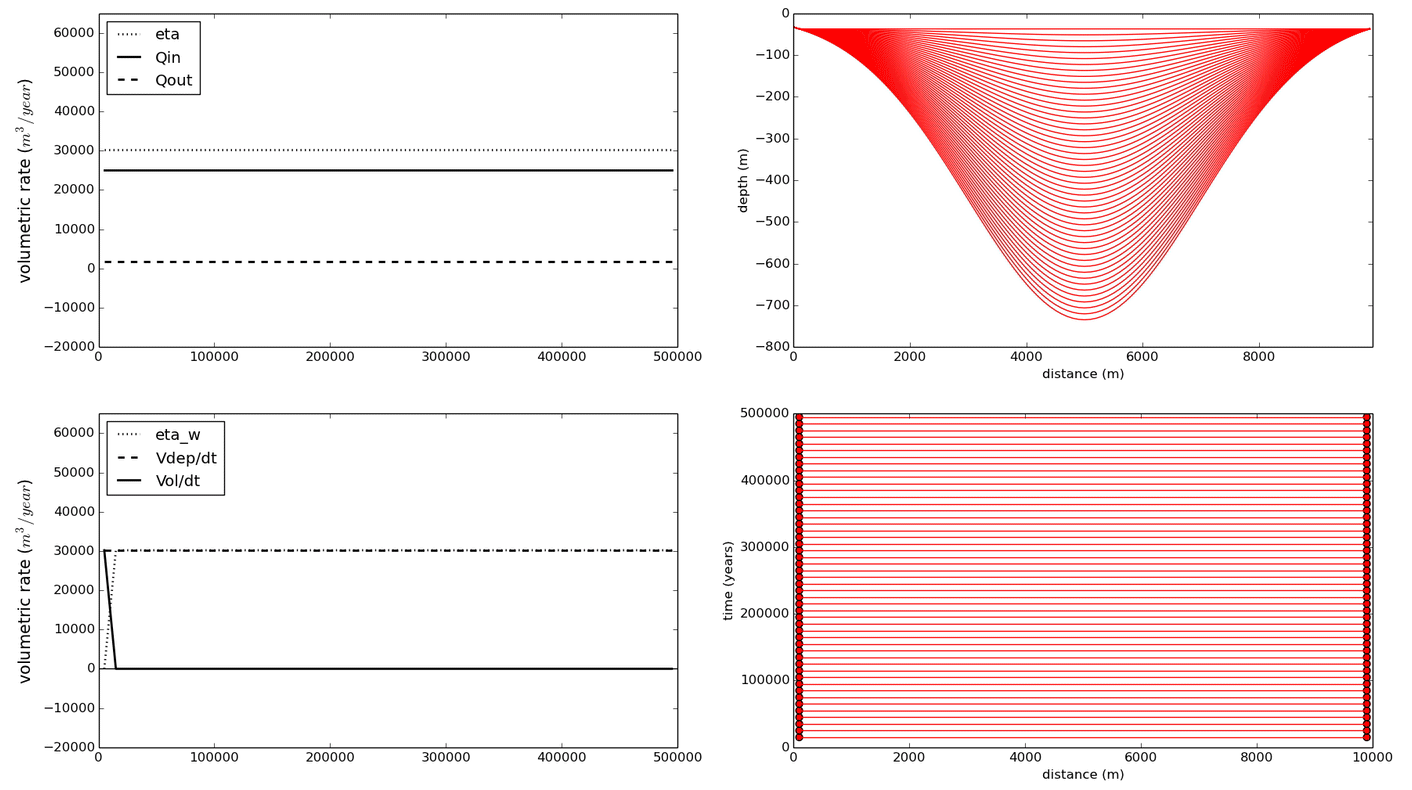 volumetric rate (m³/year)
60000
50000
40000
30000
20000
10000
0
−10000
−20000
eta
Qin
Qout
0 100000 200000 300000 400000 500000
depth (m)
0
−100
−200
−300
−400
−500
−600
−700
−800
0 2000 4000 6000 8000
distance (m)
volumetric rate (m³/year)
60000
50000
40000
30000
20000
10000
0
−10000
−20000
eta_w
Vdep/dt
Vol/dt
0 100000 200000 300000 400000 500000
time (years)
500000
400000
300000
200000
100000
0
0 2000 4000 6000 8000 10000
distance (m)